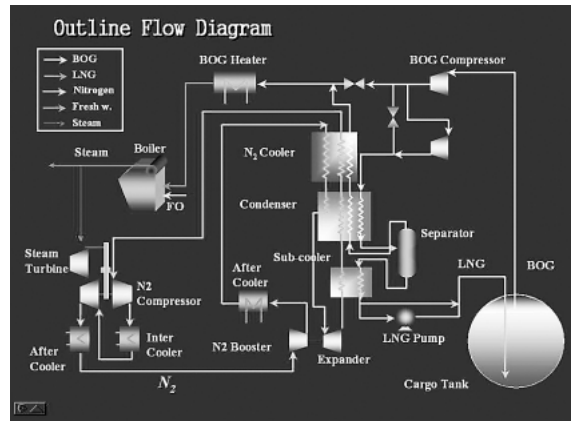 Outline Flow Diagram
BOG
LNG
Nitrogen
Fresh w.
Steam
BOG Heater
BOG Compressor
N2 Cooler
Steam
Boiler
FO
Condenser
Separator
Sub-cooler
Steam
Turbine
N2
Compressor
After
Cooler
LNG
BOG
After
Cooler
Inter
Cooler
N2 Booster
Expander
LNG Pump
Cargo Tank
N2